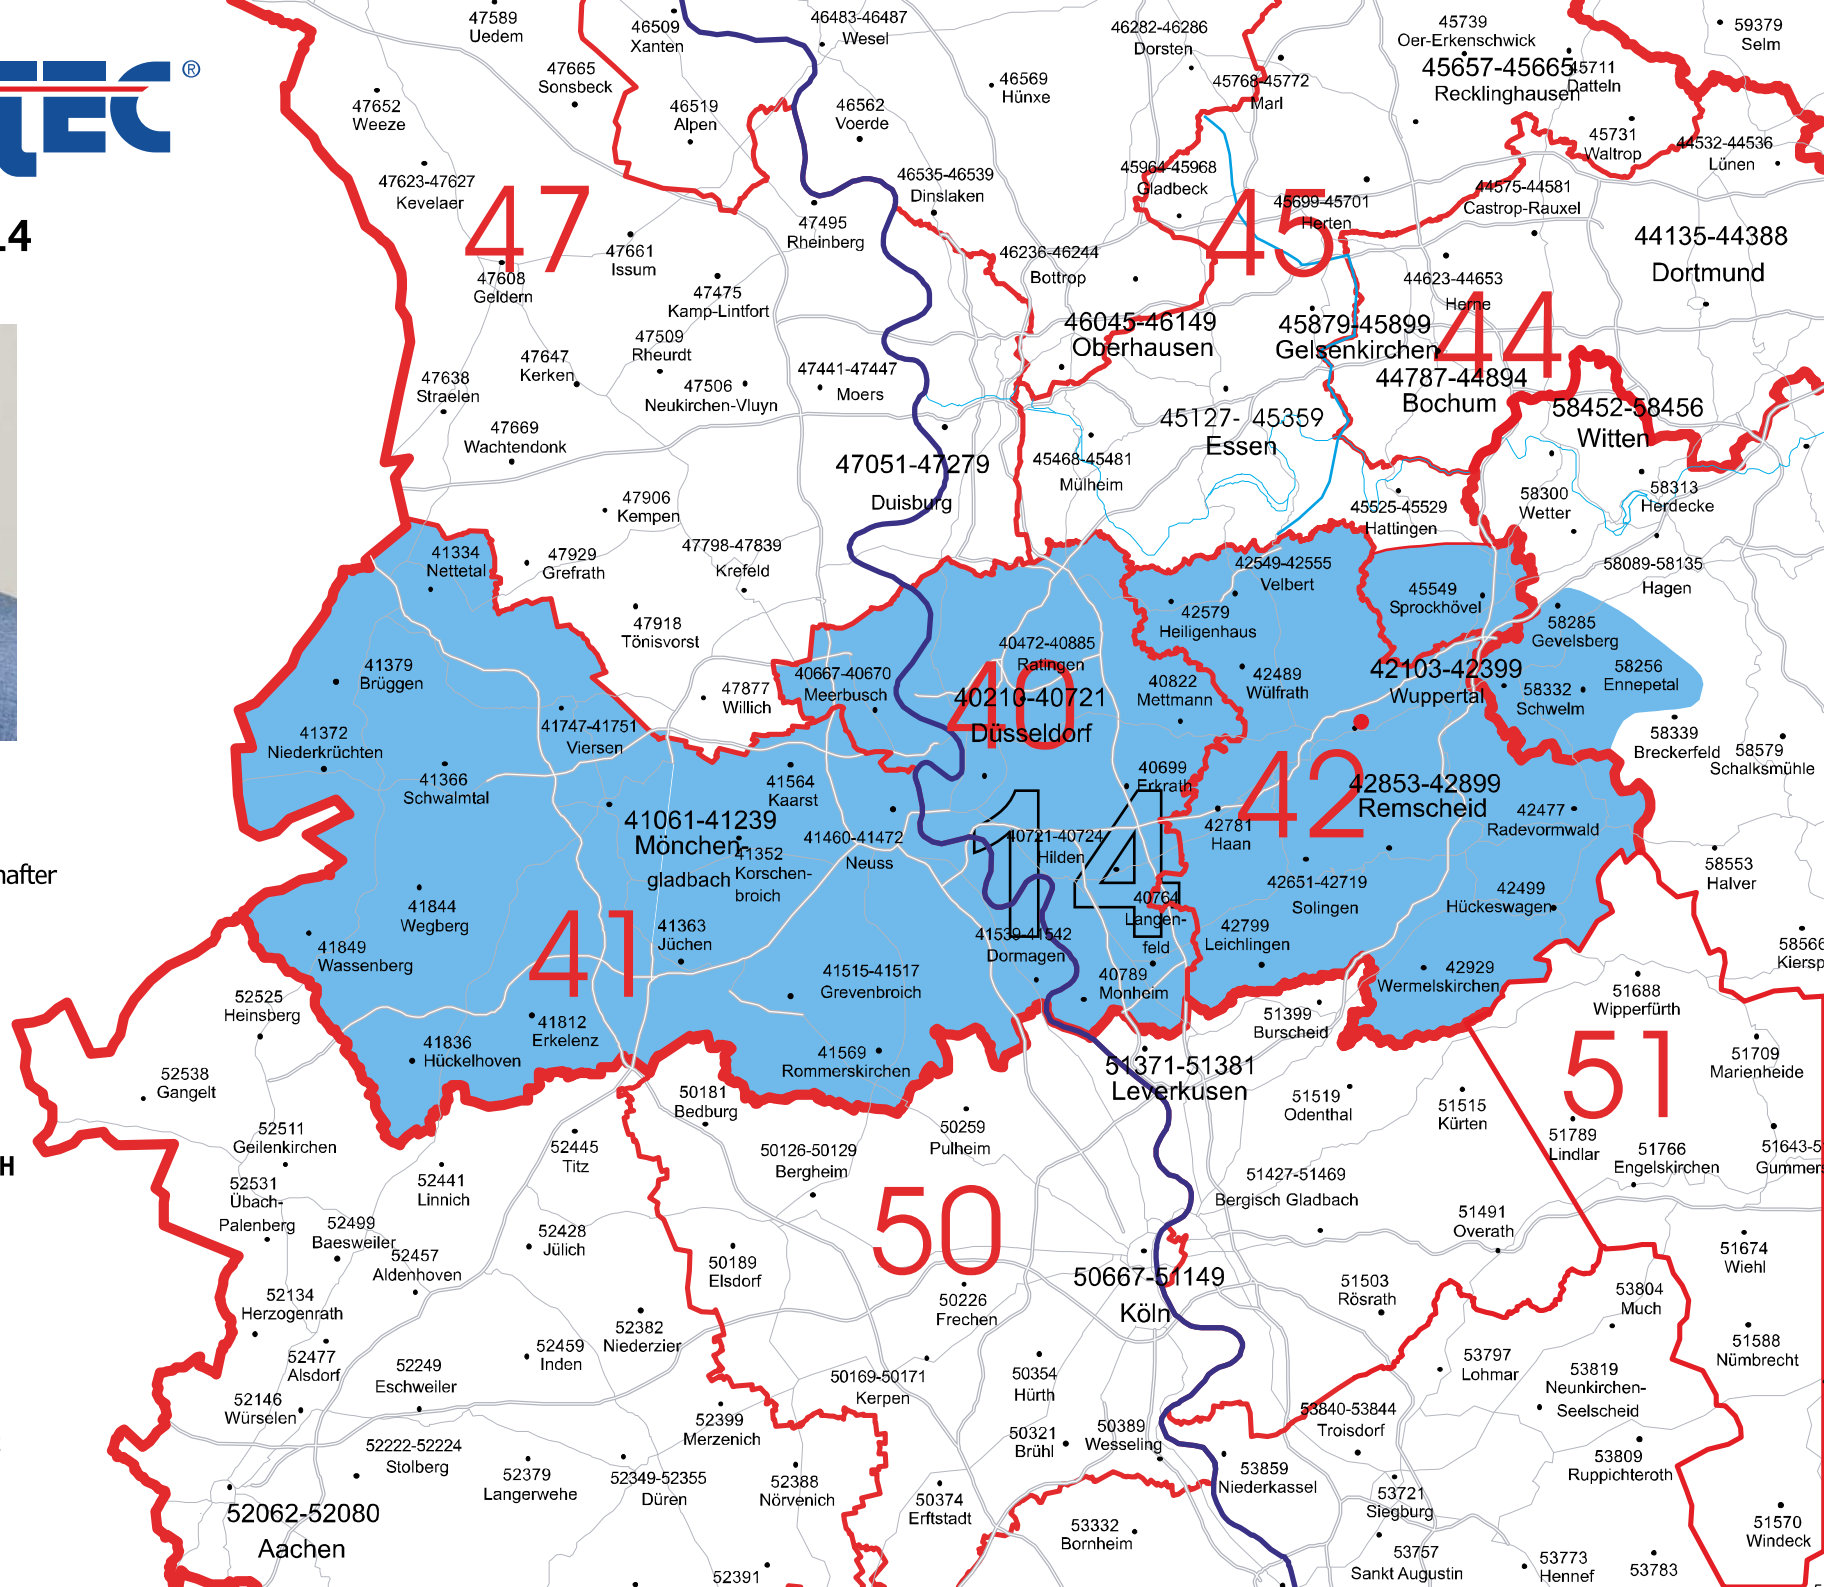 47589
Uedem
46509
Xanten
46483-46487
Wesel
46282-46286
Dorsten
45739
Oer-Erkenschwick
59379
Selm
TEC®
47665
Sonsbeck
46569
Hünxe
45768-45772
Marl
45657-45665
Recklinghausen
45711
Datteln
47652
Weeze
46519
Alpen
46562
Voerde
45731
Waltrop
44532-44536
Lünen
47623-47627
Kevelaer
47
46535-46539
Dinslaken
45964-45968
Gladbeck
45
45699-45701
Herten
44575-44581
Castrop-Rauxel
.4
47495
Rheinberg
47661
Issum
46236-46244
Bottrop
44135-44388
Dortmund
47608
Geldern
47475
Kamp-Lintfort
44623-44653
Herne
44
46045-46149
Oberhausen
45879-45899
Gelsenkirchen
47509
Rheurdt
47647
Kerken
47638
Straelen
47506
Neukirchen-Vluyn
47441-47447
Moers
44787-44894
Bochum
58452-58456
Witten
45127- 45359
Essen
47669
Wachtendonk
47051-47279
Duisburg
45468-45481
Mülheim
47906
Kempen
45525-45529
Hattingen
58300
Wetter
58313
Herdecke
41334
Nettetal
47929
Grefrath
47798-47839
Krefeld
42549-42555
Velbert
45549
Sprockhövel
58089-58135
Hagen
47918
Tönisvorst
42579
Heiligenhaus
58285
Gevelsberg
40472-40885
Ratingen
41379
Brüggen
47877
Willich
40667-40670
Meerbusch
40
40210-40721
Düsseldorf
40822
Mettmann
42489
Wülfrath
42103-42399
Wuppertal
58332
Schwelm
58256
Ennepetal
41372
Niederkrüchten
41747-41751
Viersen
58339
Breckerfeld
58579
Schalksmühle
41366
Schwalmtal
41564
Kaarst
40699
Erkrath
42
42853-42899
Remscheid
42477
Radevormwald
41061-41239
Mönchen-
gladbach
41352
Korschen-
broich
41460-41472
Neuss
14
40721-40724
Hilden
42781
Haan
hafter
58553
Halver
41844
Wegberg
42651-42719
Solingen
42499
Hückeswagen
40764
Langen-
feld
41
41363
Jüchen
41849
Wassenberg
41539-41542
Dormagen
42799
Leichlingen
58566
Kiersp
41515-41517
Grevenbroich
40789
Monheim
42929
Wermelskirchen
52525
Heinsberg
51688
Wipperfürth
41812
Erkelenz
51399
Burscheid
41836
Hückelhoven
41569
Rommerskirchen
51
51709
Marienheide
52538
Gangelt
50181
Bedburg
51371-51381
Leverkusen
51519
Odenthal
51515
Kürten
52511
Geilenkirchen
52445
Titz
50126-50129
Bergheim
50259
Pulheim
51789
Lindlar
51766
Engelskirchen
51643-5
Gummers
H
52531
Übach-
Palenberg
52441
Linnich
51427-51469
Bergisch Gladbach
50
52499
Baesweiler
52428
Jülich
51491
Overath
51674
Wiehl
52457
Aldenhoven
50189
Elsdorf
50667-51149
Köln
51503
Rösrath
53804
Much
52134
Herzogenrath
50226
Frechen
52382
Niederzier
52459
Inden
51588
Nümbrecht
52477
Alsdorf
52249
Eschweiler
50169-50171
Kerpen
50354
Hürth
53797
Lohmar
53819
Neunkirchen-
Seelscheid
52146
Würselen
52399
Merzenich
53840-53844
Troisdorf
50321
Brühl
50389
Wesseling
52222-52224
Stolberg
53809
Ruppichteroth
52379
Langerwehe
52349-52355
Düren
52388
Nörvenich
53859
Niederkassel
50374
Erftstadt
53721
Siegburg
52062-52080
Aachen
53332
Bornheim
51570
Windeck
53757
Sankt Augustin
53773
Hennef
53783
52391